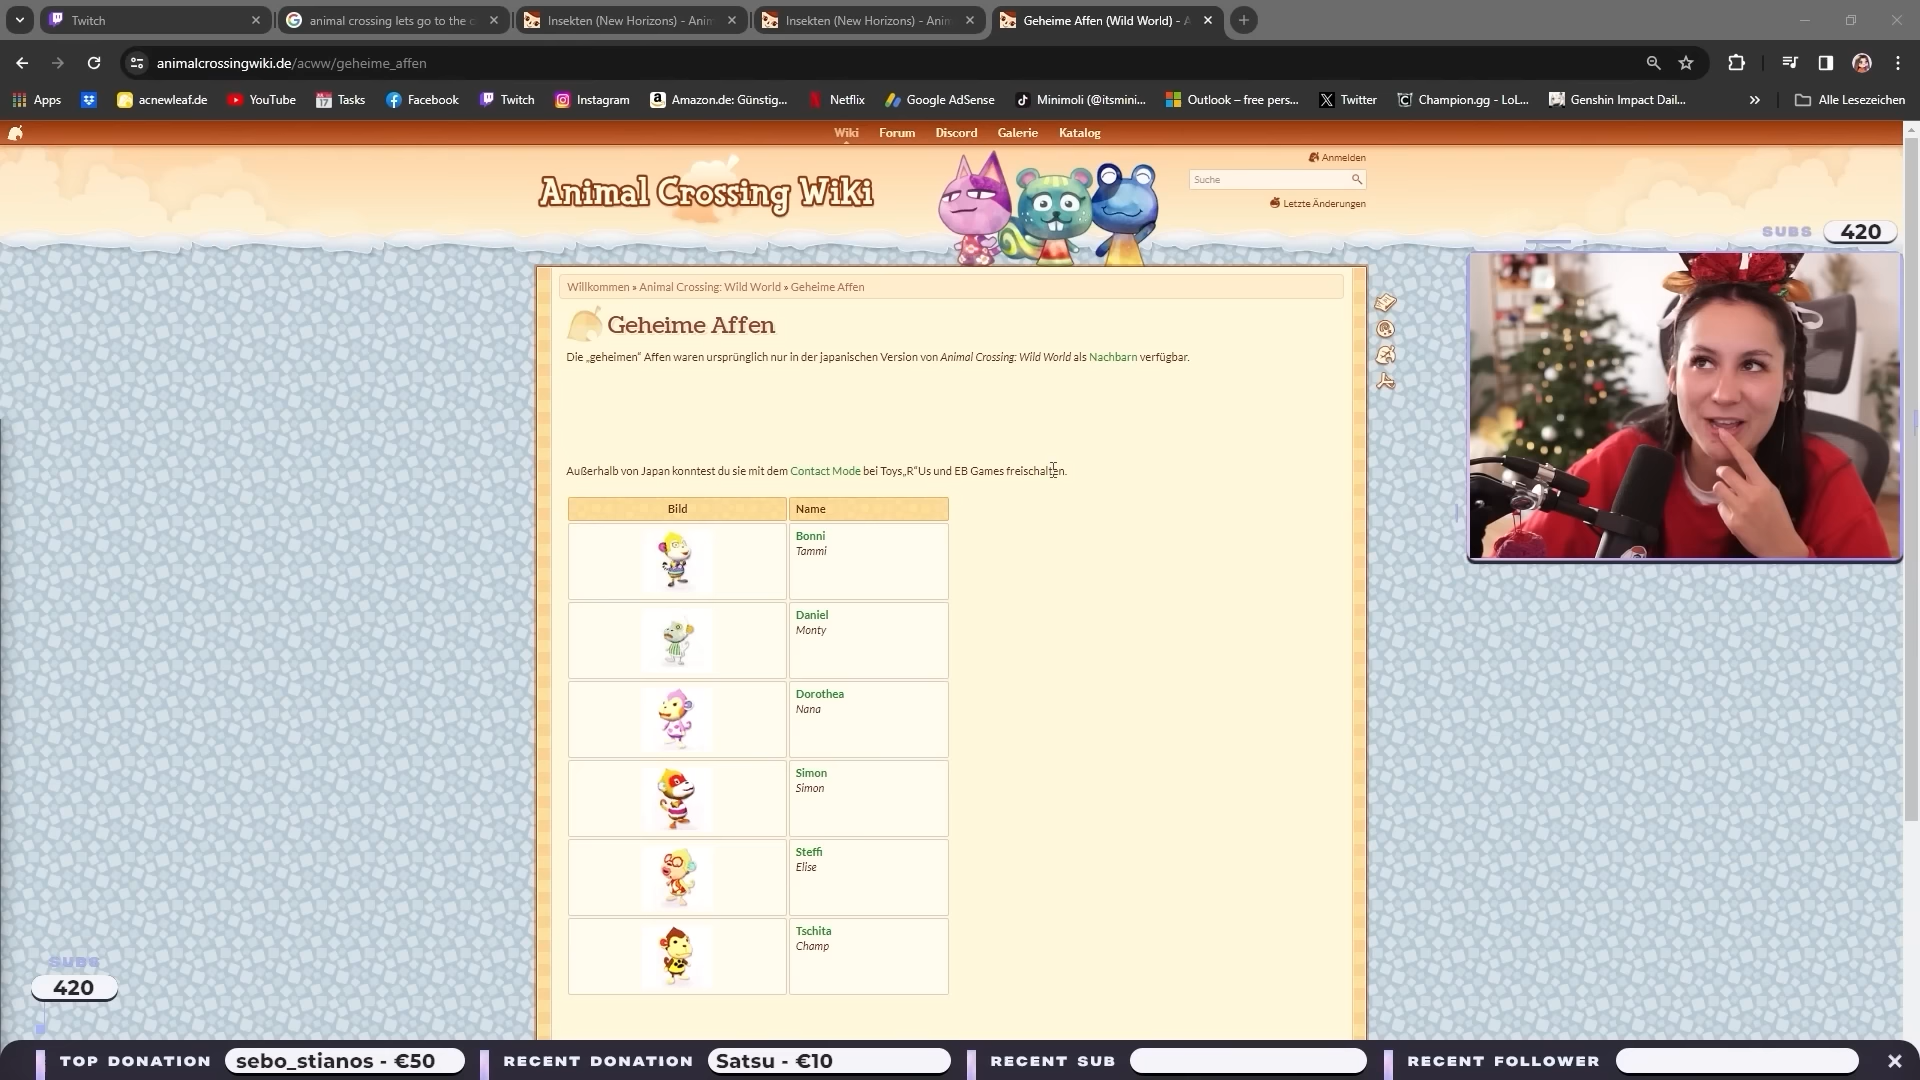 Twitch
animal crossing lets go to the c
Insekten (New Horizons) - Anim
Insekten (New Horizons) - Anim
Geheime Affen (Wild World) - A
animalcrossingwiki.de/acww/geheime_affen
Apps
acnewleaf.de
YouTube
Tasks
Facebook
Twitch
Instagram
Amazon.de: Günstig...
Netflix
Google AdSense
Minimoli (@itsmini...
Outlook – free pers...
Twitter
Champion.gg - LoL...
Genshin Impact Dail...
Alle Lesezeichen
Wiki Forum Discord Galerie Katalog
Animal Crossing Wiki
Anmelden
Suche
Letzte Änderungen
SUBS 420
Willkommen » Animal Crossing: Wild World » Geheime Affen
Geheime Affen
Die „geheimen“ Affen waren ursprünglich nur in der japanischen Version von Animal Crossing: Wild World als Nachbarn verfügbar.
Außerhalb von Japan konntest du sie mit dem Contact Mode bei Toys„R“Us und EB Games freischalten.
Bild Name
Bonni
Tammi
Daniel
Monty
Dorothea
Nana
Simon
Simon
Steffi
Elise
Tschita
Champ
SUBS
420
TOP DONATION sebo_stianos - €50 RECENT DONATION Satsu - €10 RECENT SUB RECENT FOLLOWER